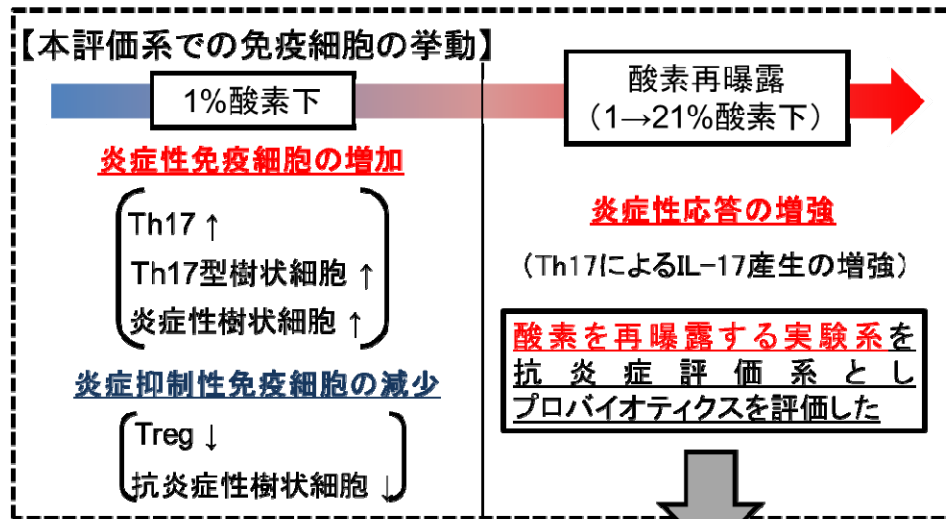 【本評価系での免疫細胞の挙動】
1%酸素下
炎症性免疫細胞の増加
Th17 ↑
Th17型樹状細胞 ↑
炎症性樹状細胞 ↑
炎症抑制性免疫細胞の減少
Treg ↓
抗炎症性樹状細胞 ↓
酸素再曝露
（1→21%酸素下）
炎症性応答の増強
（Th17によるIL-17産生の増強）
酸素を再曝露する実験系を
抗炎症評価系とし
プロバイオティクスを評価した